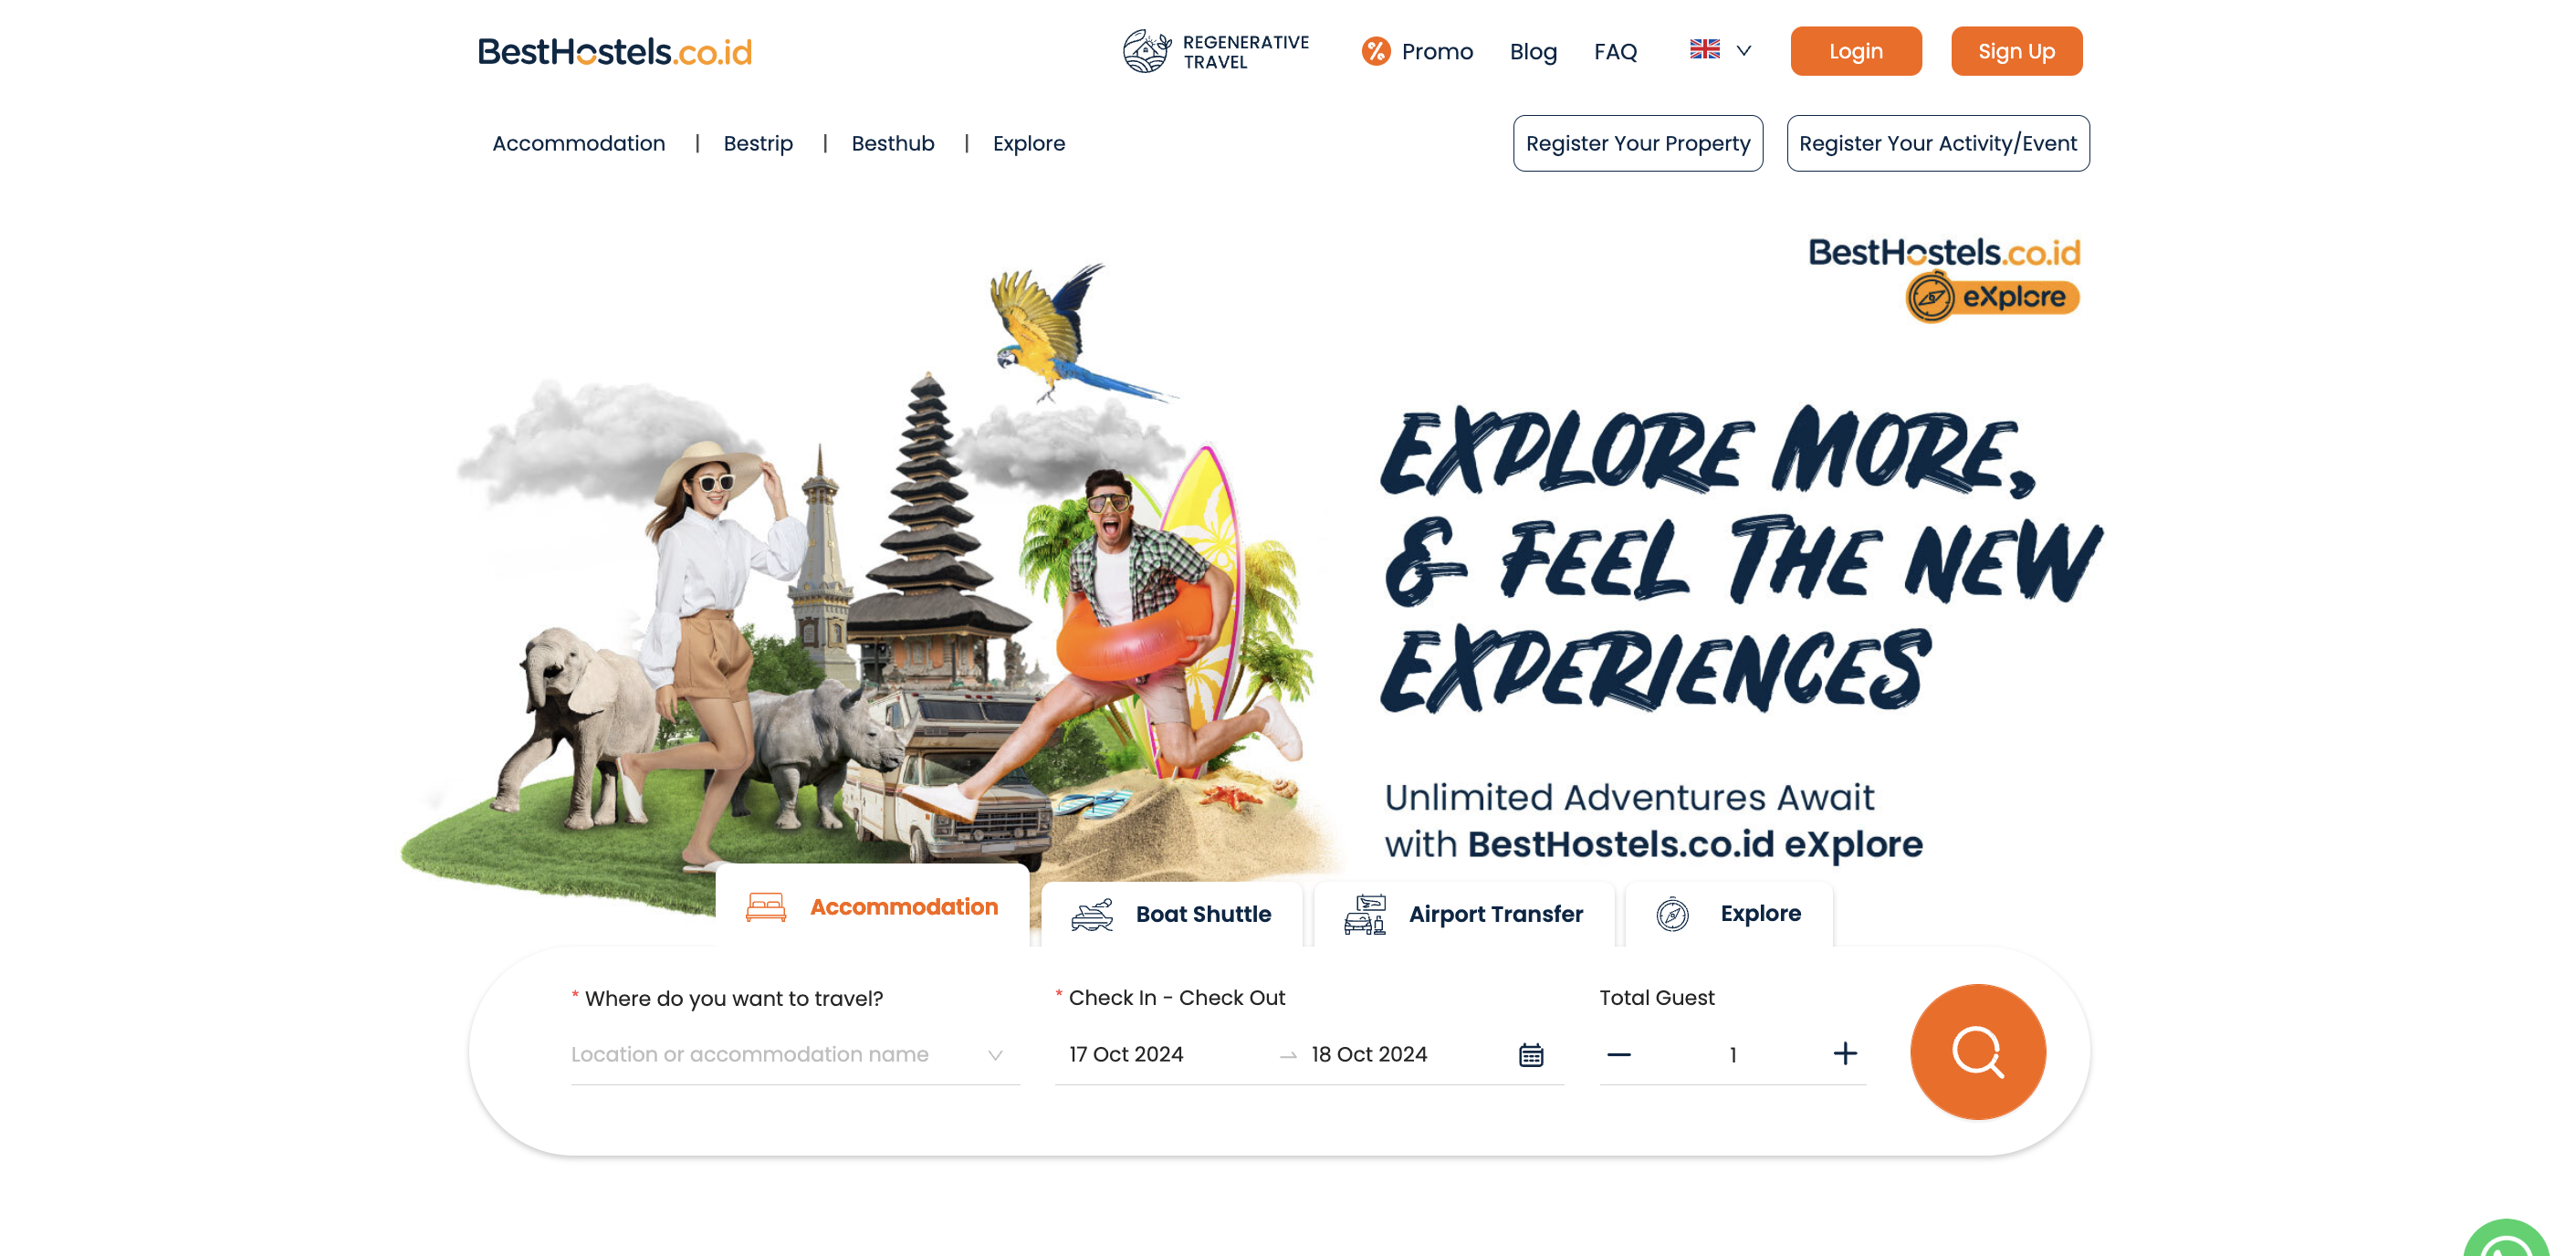 BestHostels.co.id
REGENERATIVE
TRAVEL
Promo
Blog
FAQ
Login
Sign Up
Accommodation | Bestrip | Besthub | Explore
Register Your Property
Register Your Activity/Event
BestHostels.co.id
eXplore
EXPLORE MORE,
& FEEL THE NEW
EXPERIENCES
Unlimited Adventures Await
with BestHostels.co.id eXplore
Accommodation
Boat Shuttle
Airport Transfer
Explore
* Where do you want to travel?
Location or accommodation name
* Check In - Check Out
17 Oct 2024 → 18 Oct 2024
Total Guest
1